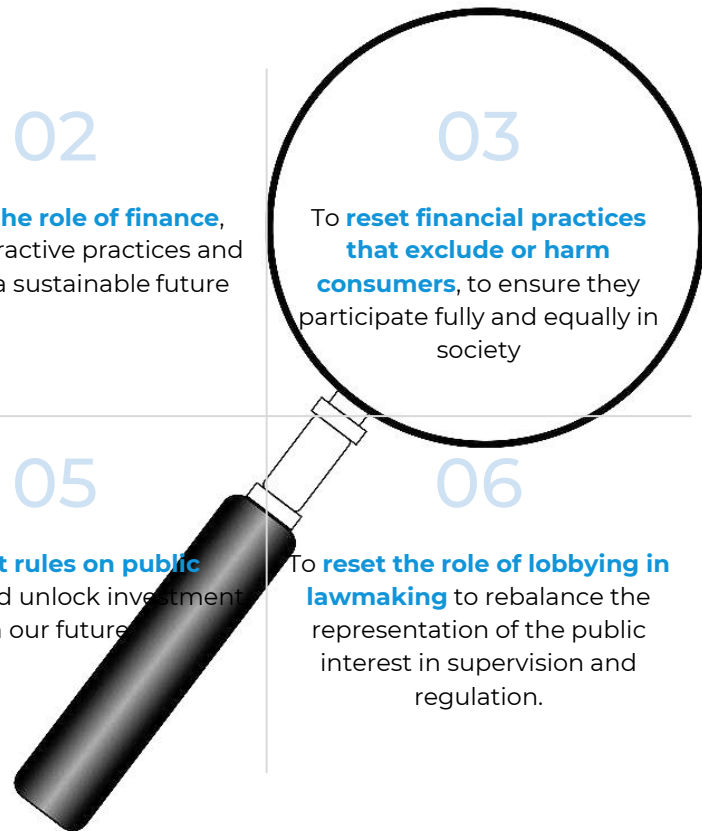 02
he role of finance,
ractive practices and
a sustainable future
03
To reset financial practices
that exclude or harm
consumers, to ensure they
participate fully and equally in
society
05
t rules on public
d unlock investment
our future
06
To reset the role of lobbying in
lawmaking to rebalance the
representation of the public
interest in supervision and
regulation.